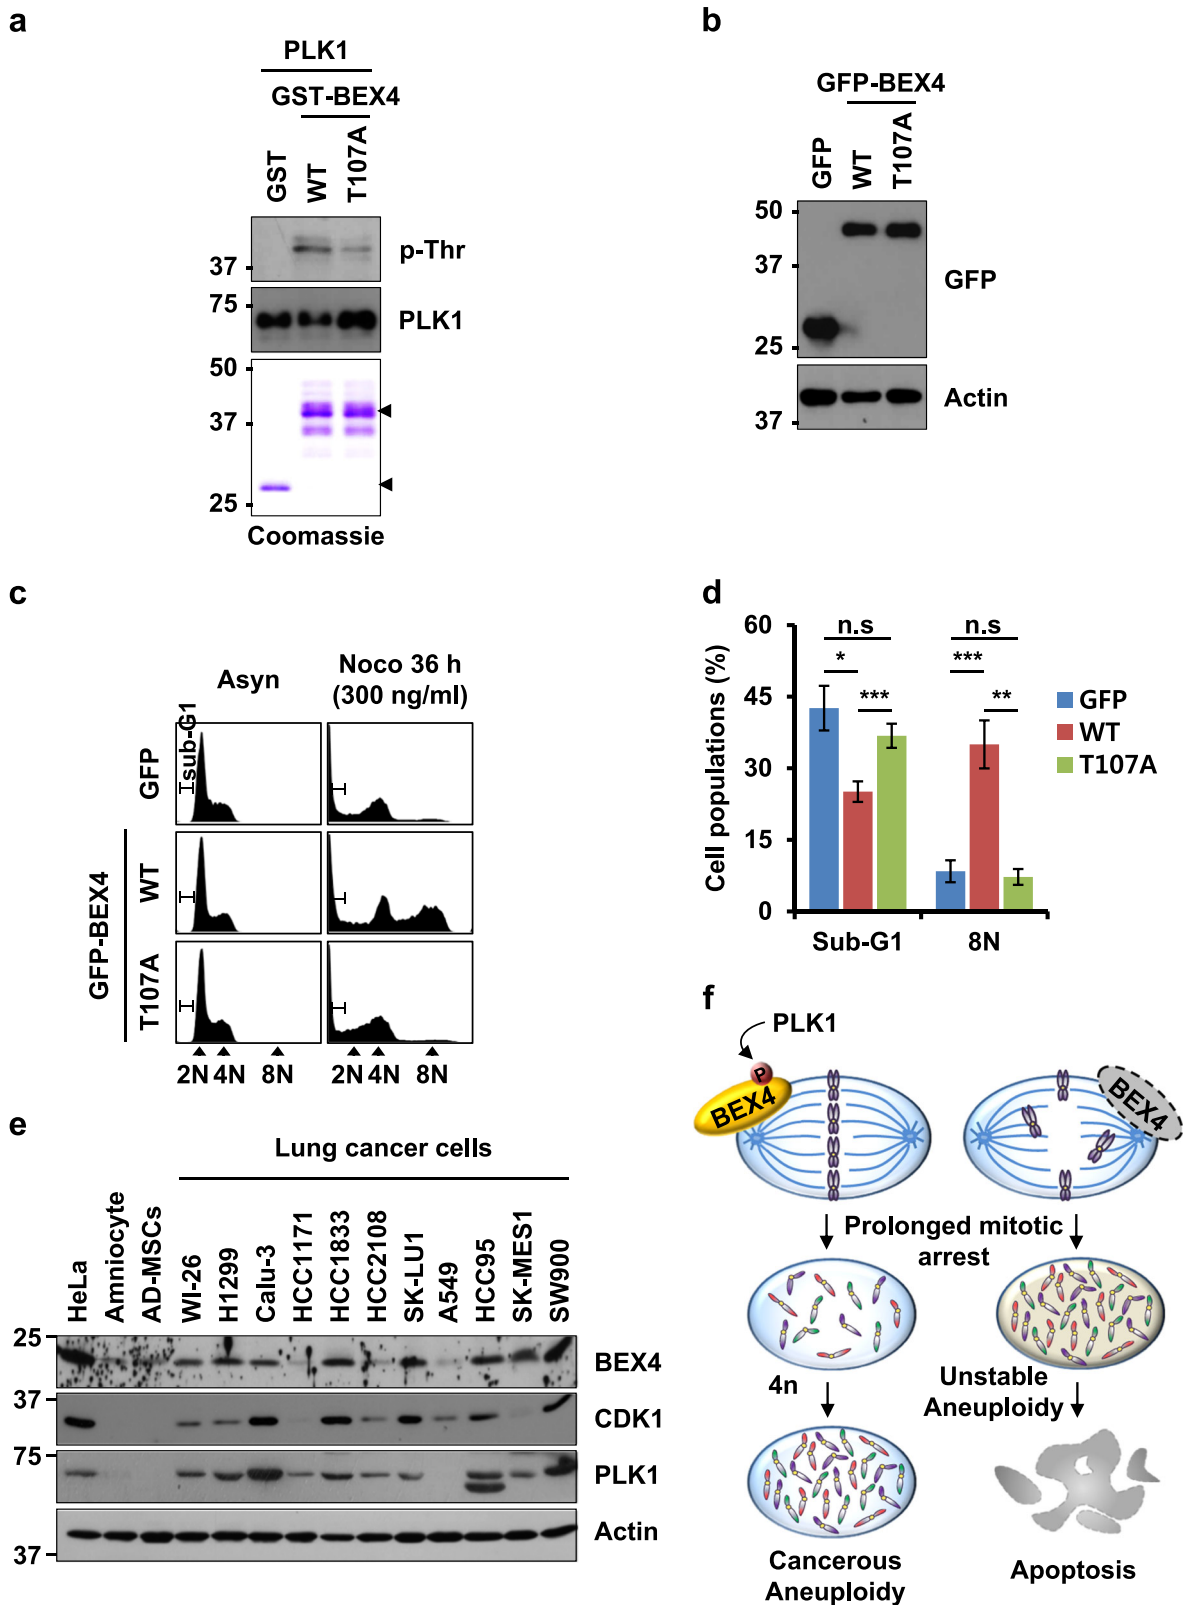 a
PLK1
GST-BEX4
GST
WT
T107A
p-Thr
37
75
PLK1
50
37
25
Coomassie
b
GFP-BEX4
GFP
WT
T107A
50
37
25
GFP
Actin
37
c
Asyn
Noco 36 h
(300 ng/ml)
sub-G1
GFP
GFP-BEX4
WT
T107A
2N 4N 8N
2N 4N 8N
d
Cell populations (%)
60
45
30
15
0
n.s
*
***
n.s
***
**
Sub-G1
8N
GFP
WT
T107A
e
Lung cancer cells
HeLa
Amniocyte
AD-MSCs
WI-26
H1299
Calu-3
HCC1171
HCC1833
HCC2108
SK-LU1
A549
HCC95
SK-MES1
SW900
25
BEX4
37
CDK1
75
PLK1
Actin
37
f
PLK1
P
BEX4
BEX4
Prolonged mitotic
arrest
4n
Unstable
Aneuploidy
Cancerous
Aneuploidy
Apoptosis